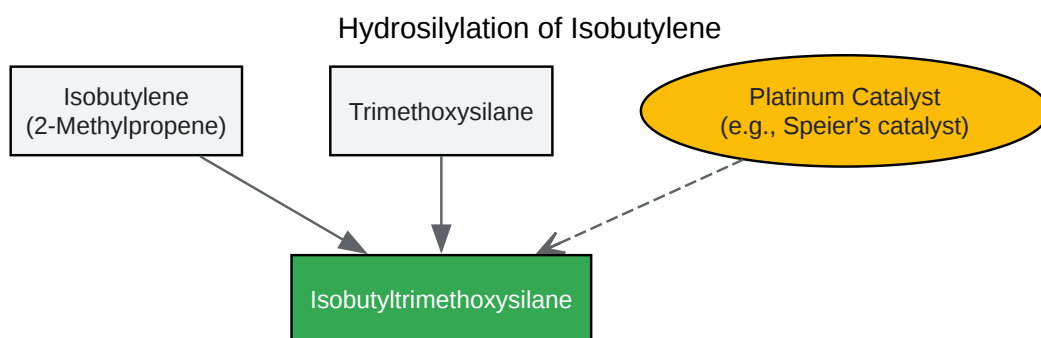 Hydrosilylation of Isobutylene
Isobutylene
(2-Methylpropene)
Trimethoxysilane
Platinum Catalyst
(e.g., Speier's catalyst)
Isobutyltrimethoxysilane